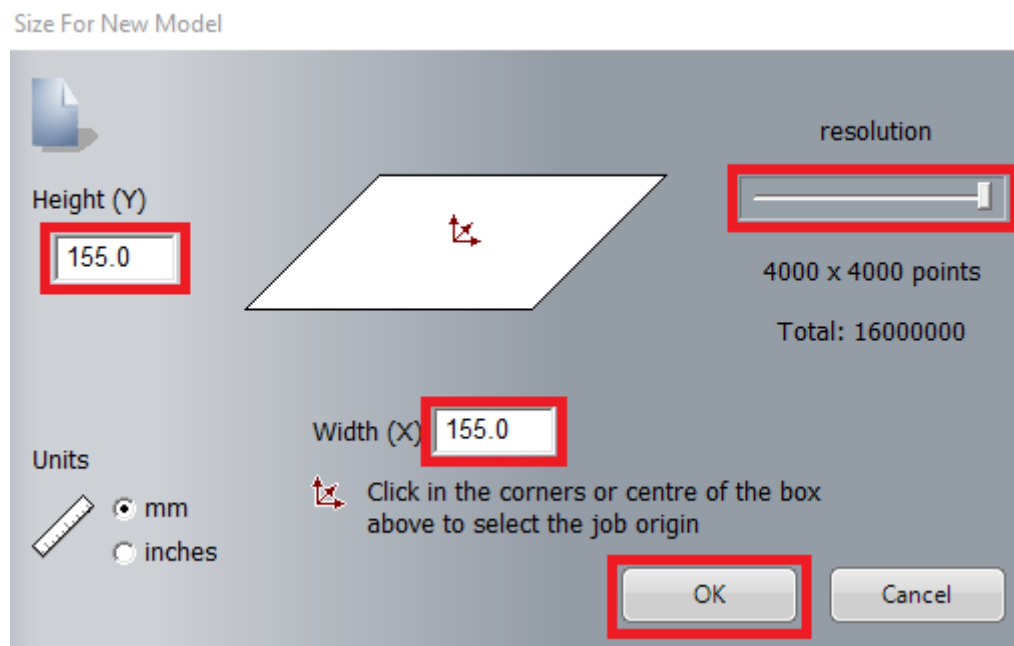 Size For New Model
resolution
Height (Y)
155.0
4000 x 4000 points
Total: 16000000
Width (X)
155.0
Units
mm
inches
Click in the corners or centre of the box
above to select the job origin
OK
Cancel